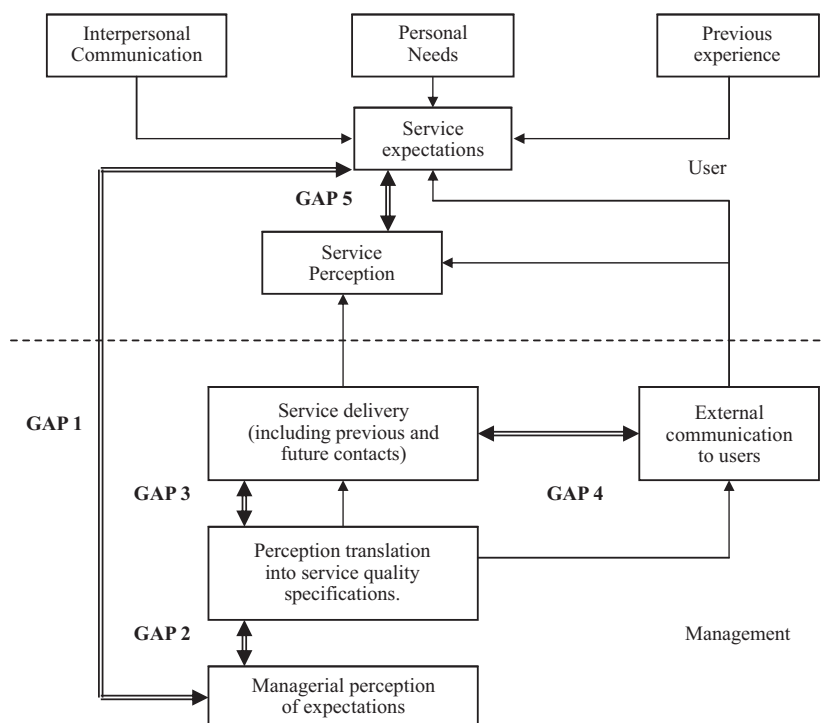 Interpersonal
Communication
Personal
Needs
Previous
experience
Service
expectations
User
GAP 5
Service
Perception
GAP 1
Service delivery
(including previous and
future contacts)
External
communication
to users
GAP 3
GAP 4
Perception translation
into service quality
specifications.
GAP 2
Management
Managerial perception
of expectations